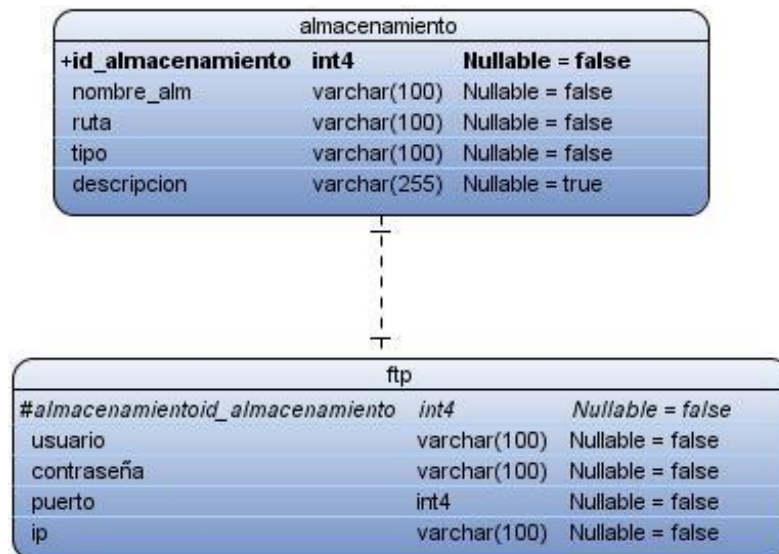 almacenamiento
+id_almacenamiento int4 Nullable = false
nombre_alm varchar(100) Nullable = false
ruta varchar(100) Nullable = false
tipo varchar(100) Nullable = false
descripcion varchar(255) Nullable = true
ftp
#almacenamientoid_almacenamiento int4 Nullable = false
usuario varchar(100) Nullable = false
contraseña varchar(100) Nullable = false
puerto int4 Nullable = false
ip varchar(100) Nullable = false